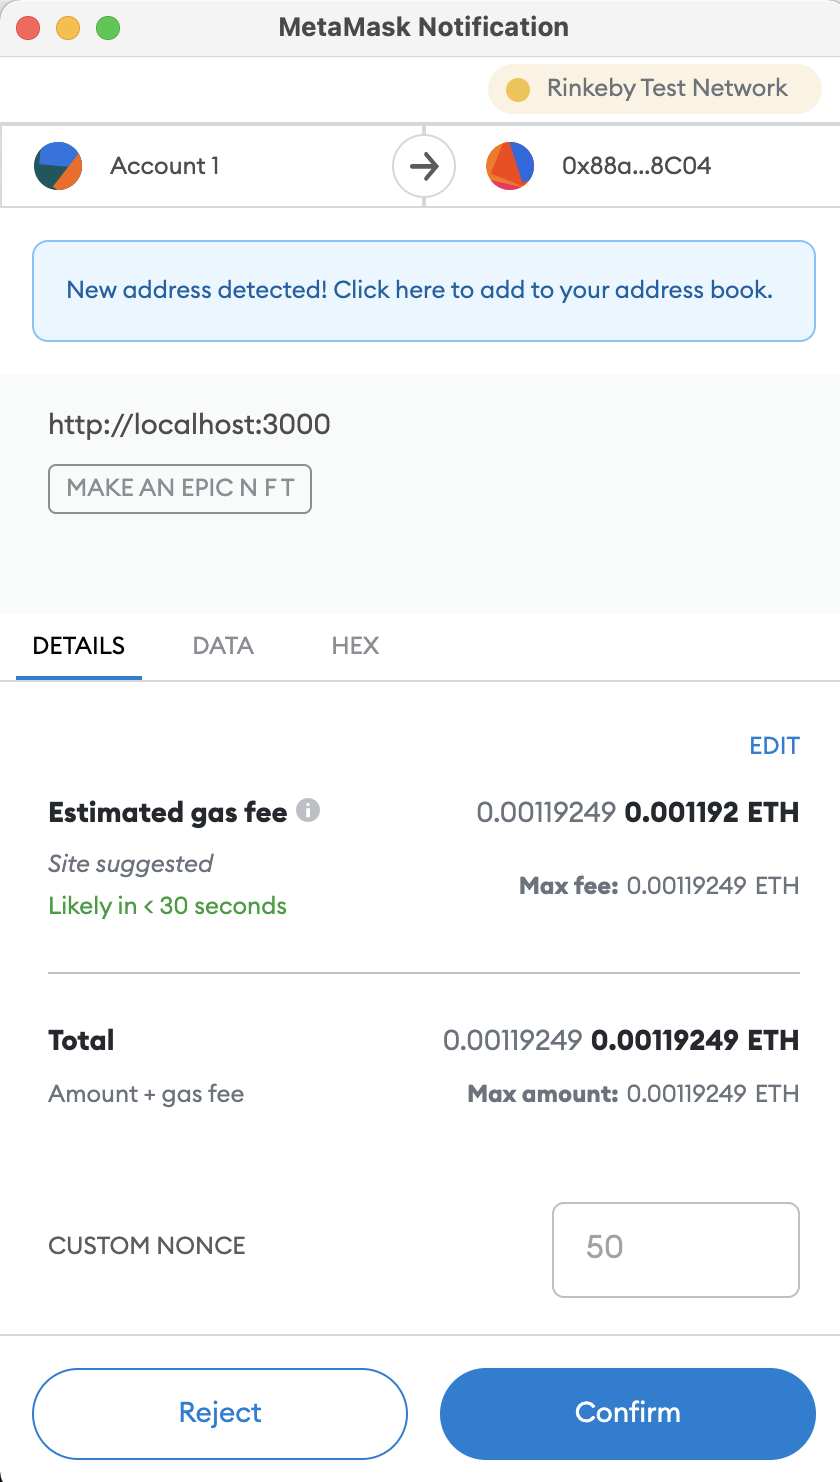 MetaMask Notification
Rinkeby Test Network
Account 1
0x88a...8C04
New address detected! Click here to add to your address book.
http://localhost:3000
MAKE AN EPIC N F T
DETAILS DATA HEX
EDIT
Estimated gas fee 0.00119249 0.001192 ETH
Site suggested
Max fee: 0.00119249 ETH
Likely in < 30 seconds
Total 0.00119249 0.00119249 ETH
Amount + gas fee Max amount: 0.00119249 ETH
CUSTOM NONCE 50
Reject Confirm